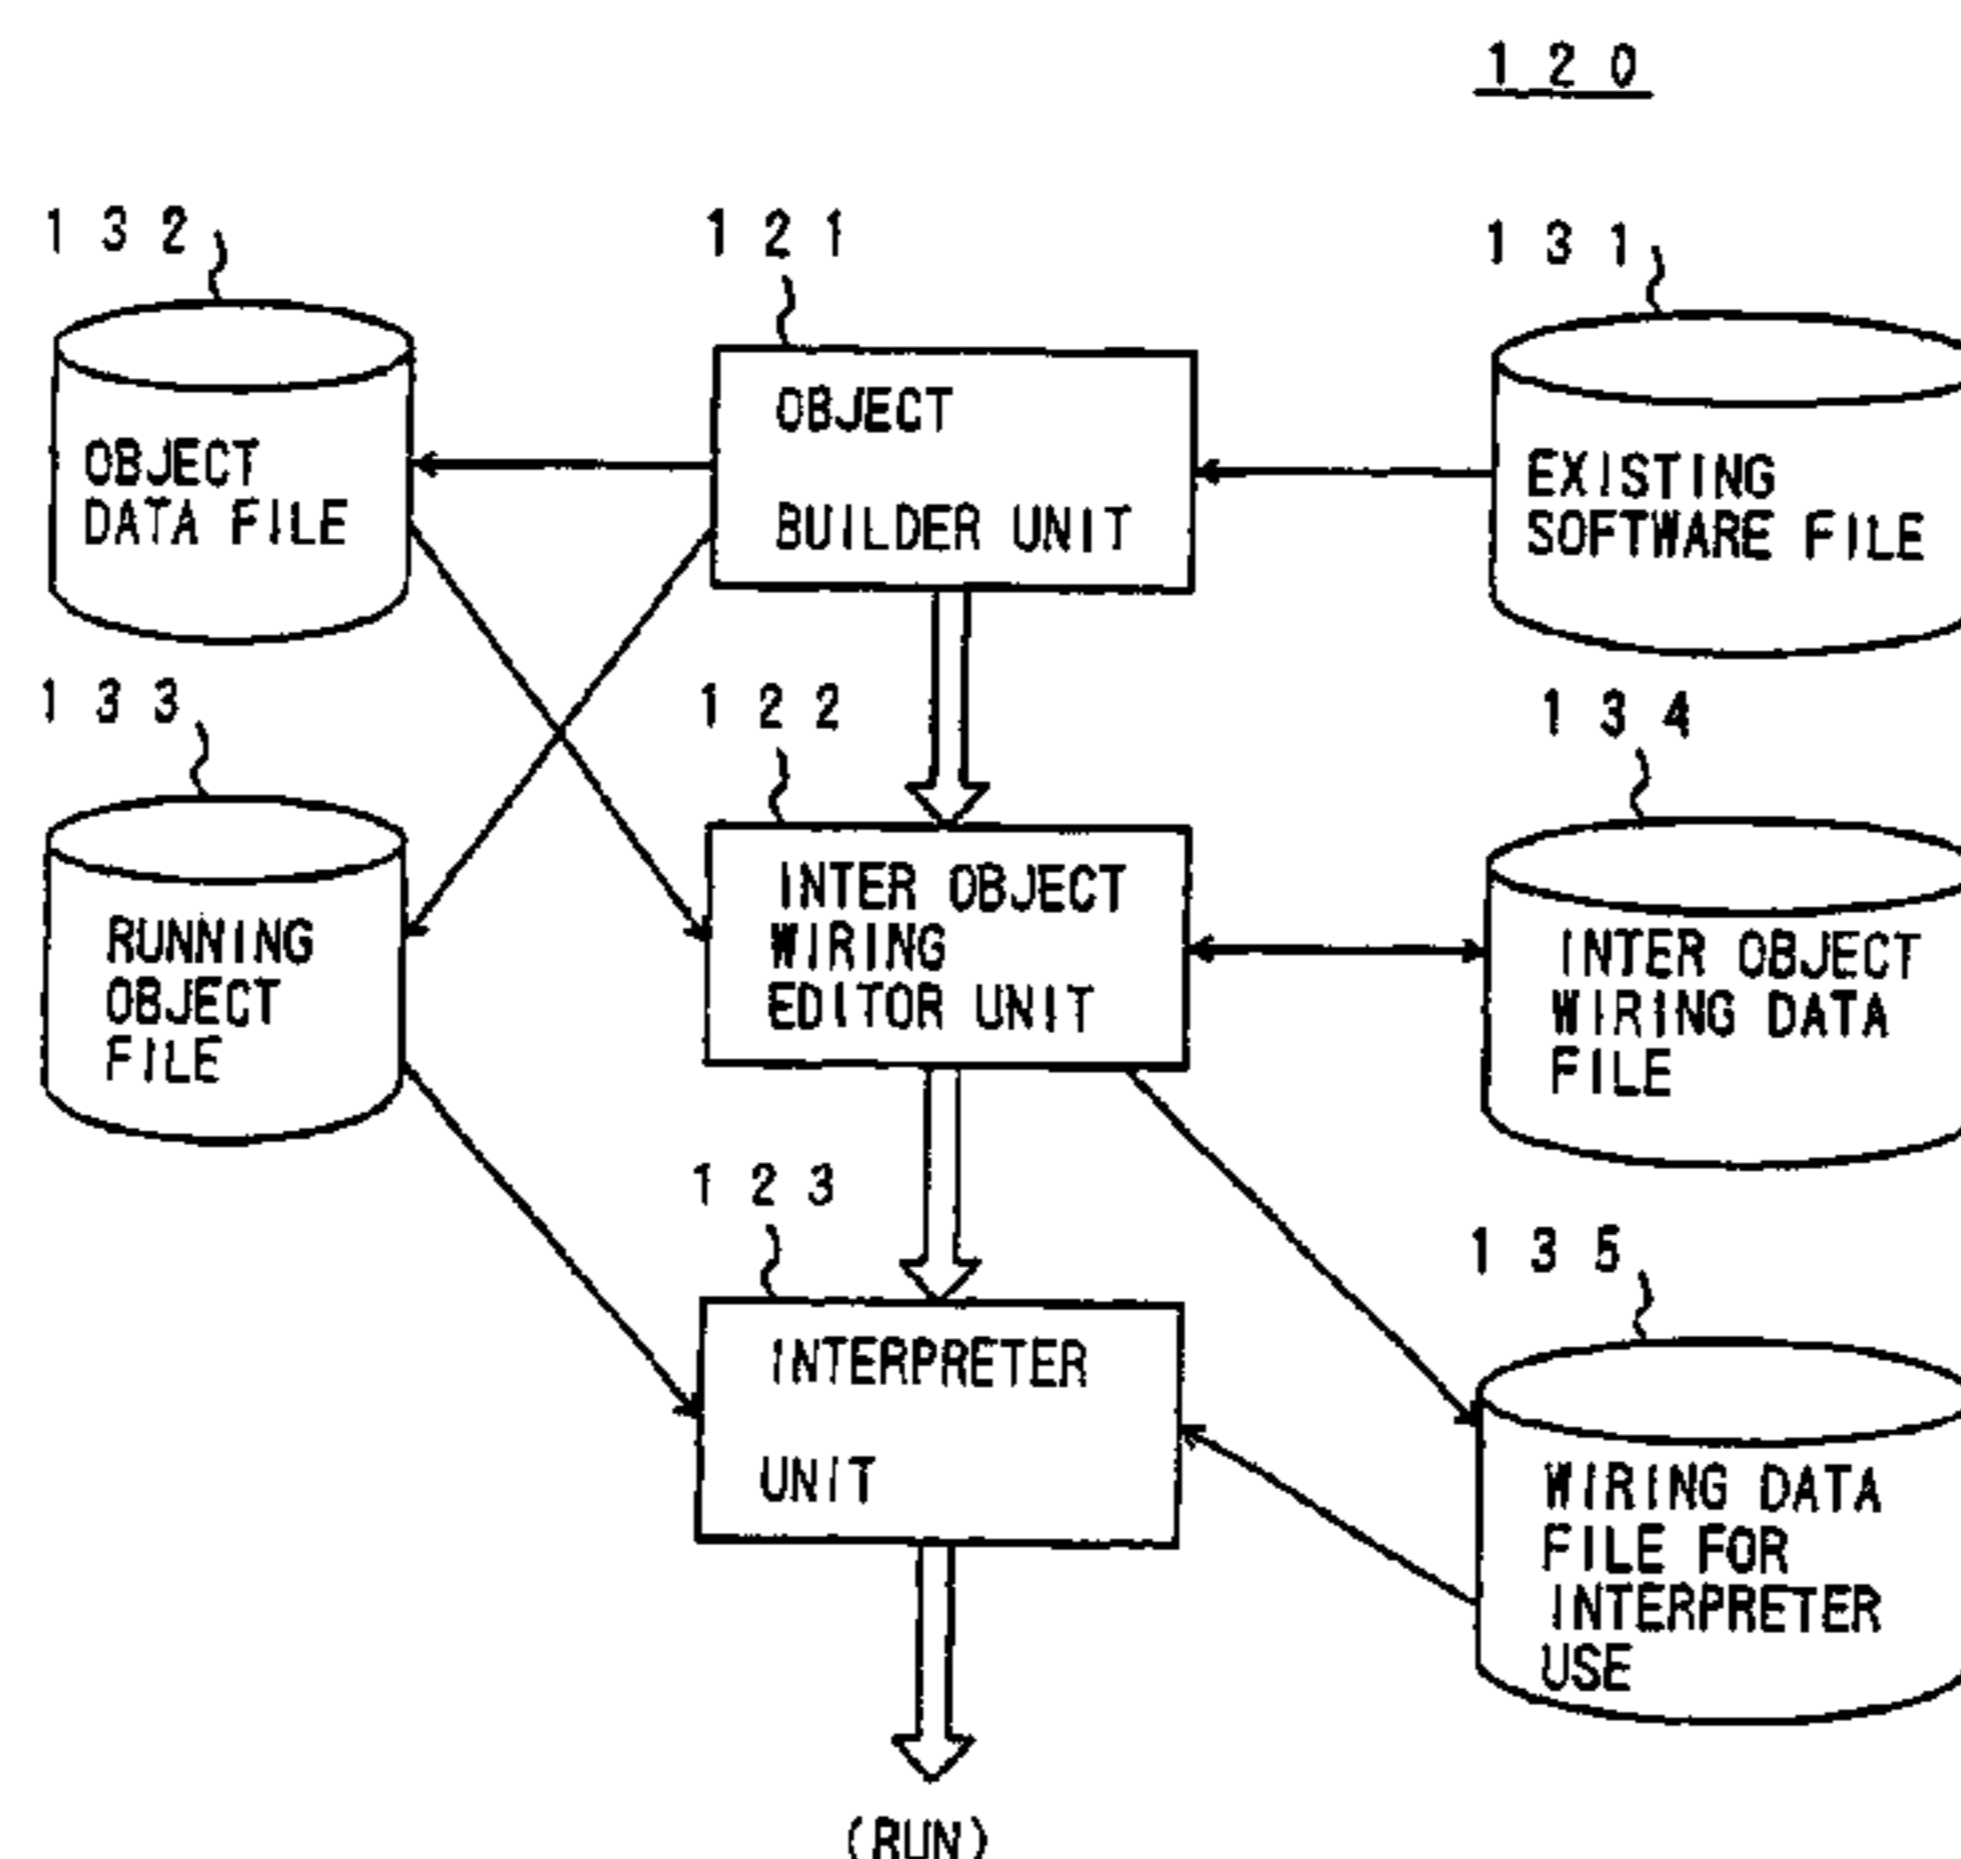 120
132
121
131
OBJECT
DATA FILE
OBJECT
BUILDER UNIT
EXISTING
SOFTWARE FILE
133
122
134
RUNNING
OBJECT
FILE
INTER OBJECT
WIRING
EDITOR UNIT
INTER OBJECT
WIRING DATA
FILE
123
135
INTERPRETER
UNIT
WIRING DATA
FILE FOR
INTERPRETER
USE
(RUN)